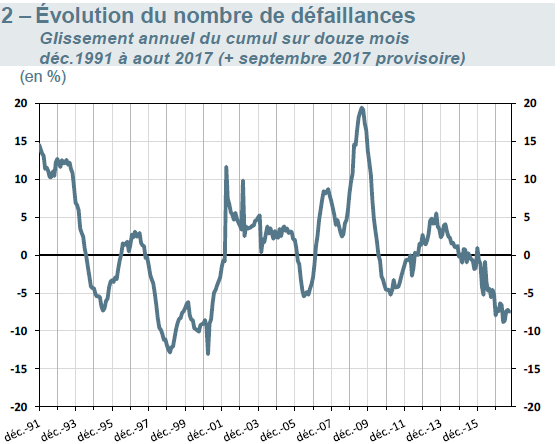 2 – Évolution du nombre de défaillances
Glissement annuel du cumul sur douze mois
déc.1991 à aout 2017 (+ septembre 2017 provisoire)
(en %)
20 20
15 15
10 10
5 5
0 0
-5 -5
-10 -10
-15 -15
-20 -20
déc.-91 déc.-93 déc.-95 déc.-97 déc.-99 déc.-01 déc.-03 déc.-05 déc.-07 déc.-09 déc.-11 déc.-13 déc.-15